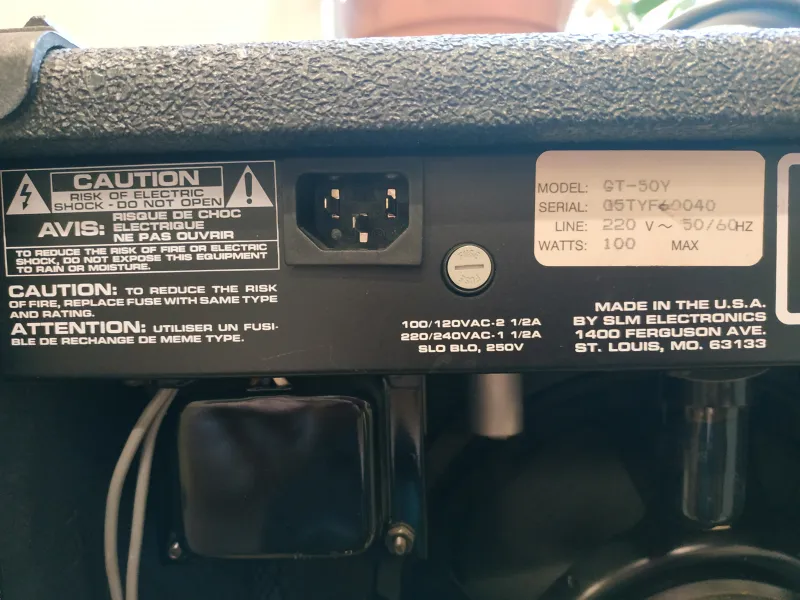 CAUTION
RISK OF ELECTRIC
SHOCK - DO NOT OPEN
AVIS: RISQUE DE CHOC
ELECTRIQUE
NE PAS OUVRIR
TO REDUCE THE RISK OF FIRE OR ELECTRIC
SHOCK, DO NOT EXPOSE THIS EQUIPMENT
TO RAIN OR MOISTURE.
CAUTION: TO REDUCE THE RISK
OF FIRE, REPLACE FUSE WITH SAME TYPE
AND RATING.
ATTENTION: UTILISER UN FUSI-
BLE DE RECHANGE DE MEME TYPE.
100/120VAC-2 1/2A
220/240VAC-1 1/2A
SLO BLO, 250V
MODEL: GT-50Y
SERIAL: Q5TYF60040
LINE: 220 V~ 50/60HZ
WATTS: 100 MAX
MADE IN THE U.S.A.
BY SLM ELECTRONICS
1400 FERGUSON AVE.
ST. LOUIS, MO. 63133